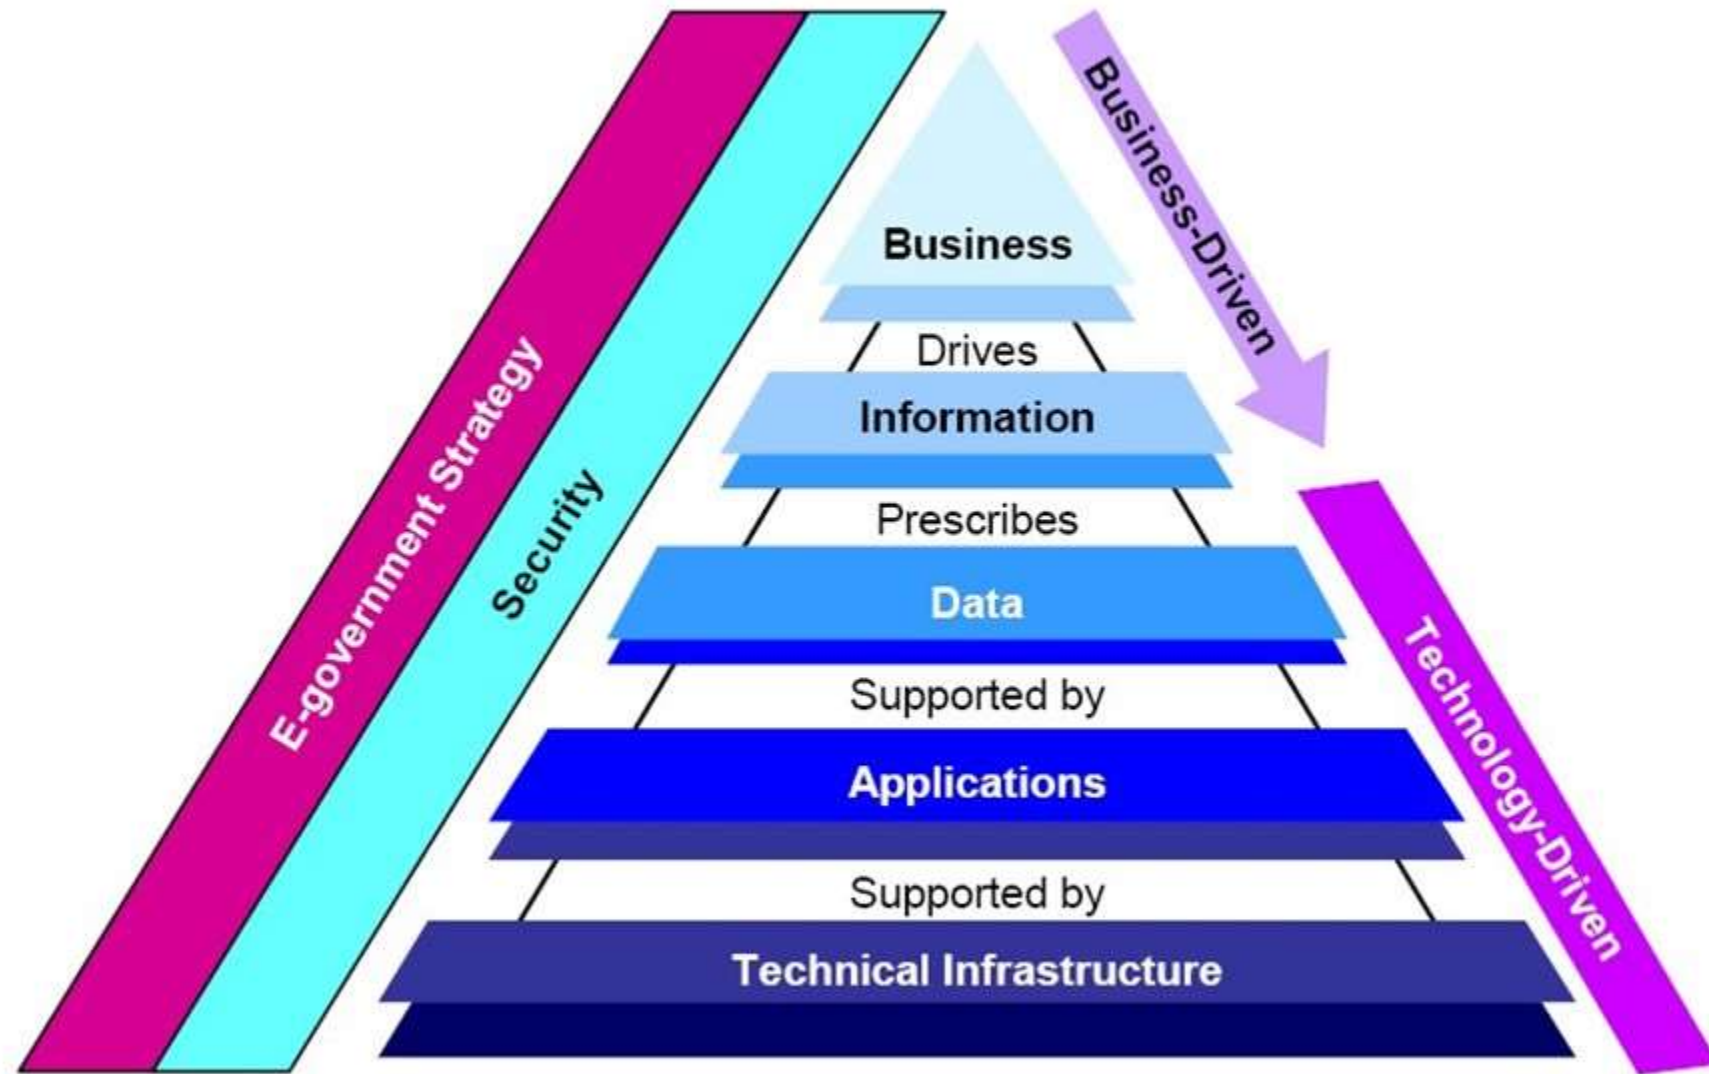 E-government Strategy
Security
Business-Driven
Business
Drives
Information
Prescribes
Data
Supported by
Applications
Supported by
Technical Infrastructure
Technology-Driven